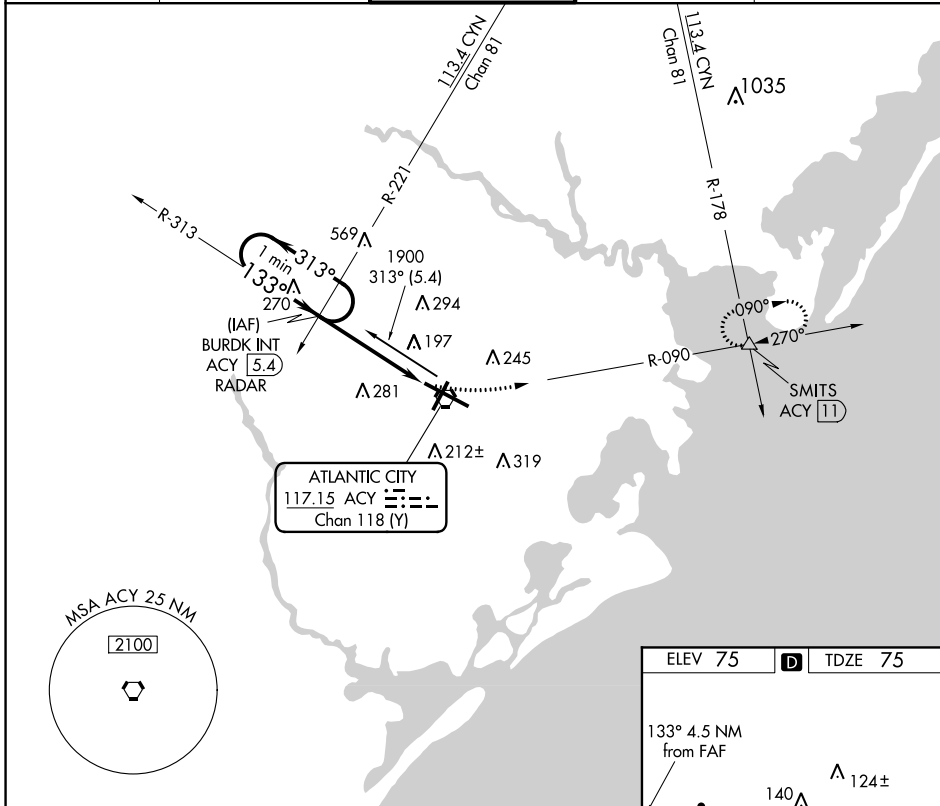 113.4 CYN
Chan 81
113.4 CYN
Chan 81
1035
R-221
R-178
R-313
569
1 min
313°
133°
1900
313° (5.4)
270
294
090°
(IAF)
BURDK INT
ACY 5.4
RADAR
197
245
270°
R-090
281
SMITS
ACY 11
212±
319
ATLANTIC CITY
117.15 ACY
Chan 118 (Y)
MSA ACY 25 NM
2100
ELEV 75 D TDZE 75
133° 4.5 NM
from FAF
124±
140